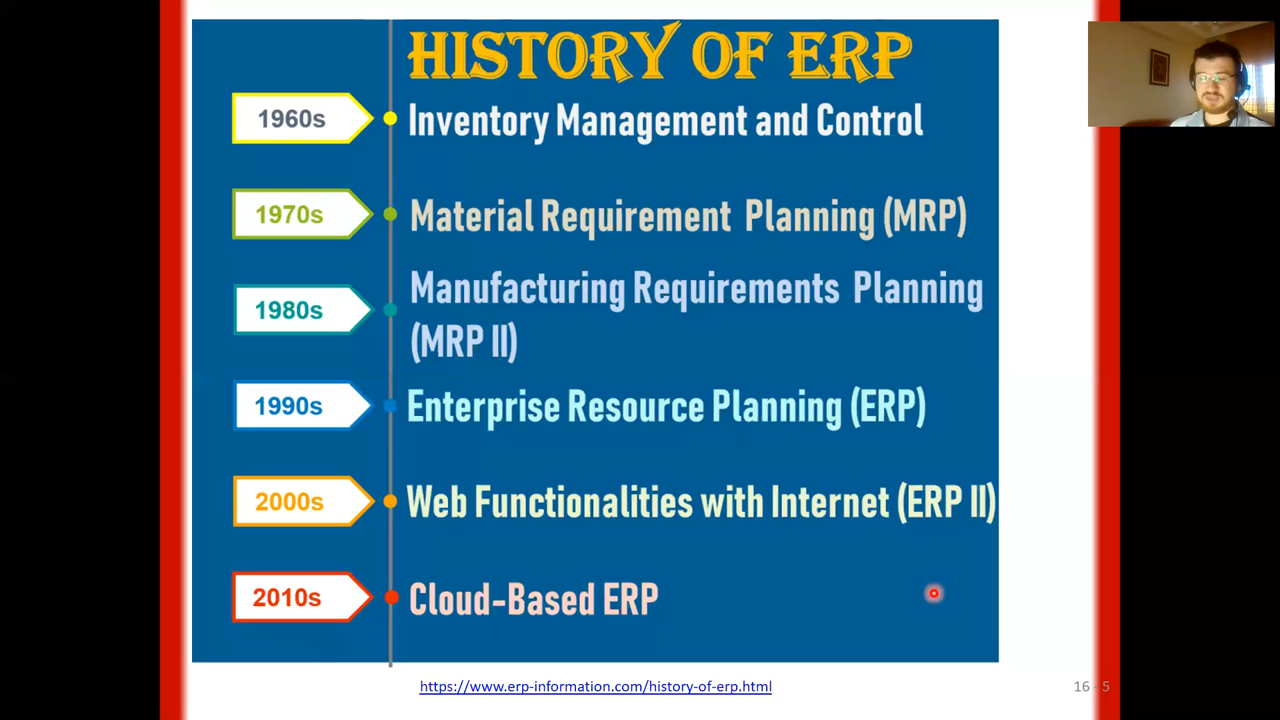 HISTORY OF ERP
1960s
Inventory Management and Control
1970s
Material Requirement Planning (MRP)
1980s
Manufacturing Requirements Planning
(MRP II)
1990s
Enterprise Resource Planning (ERP)
2000s
Web Functionalities with Internet (ERP II)
2010s
Cloud-Based ERP
https://www.erp-information.com/history-of-erp.html
16 - 5